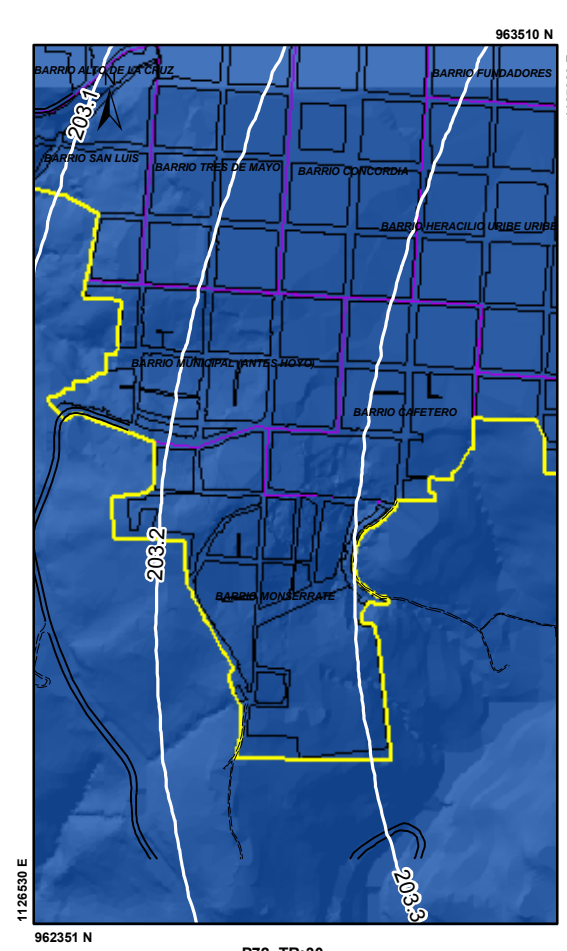 963510 N
BARRIO ALTO DE LA CRUZ
BARRIO FUNDADORES
203.1
BARRIO SAN LUIS
BARRIO TRES DE MAYO
BARRIO CONCORDIA
BARRIO HERACILIO URIBE URIBE
BARRIO MUNICIPAL (ANTES HOYO)
BARRIO CAFETERO
203.2
BARRIO MONSERRATE
203.3
1126530 E
962351 N